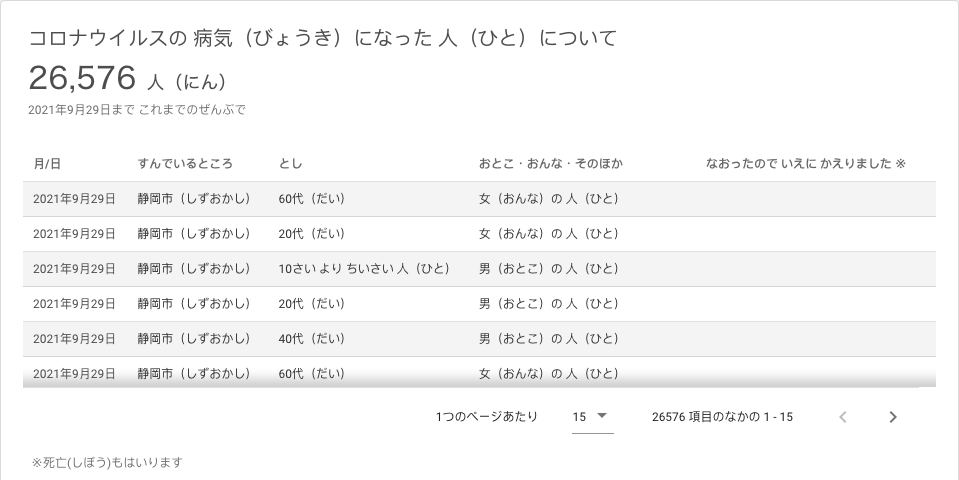 コロナウイルスの 病気（びょうき）になった 人（ひと）について
26,576 人（にん）
2021年9月29日まで これまでのぜんぶで
月/日 すんでいるところ とし おとこ・おんな・そのほか なおったので いえに かえりました ※
2021年9月29日 静岡市（しずおかし） 60代（だい） 女（おんな）の 人（ひと）
2021年9月29日 静岡市（しずおかし） 20代（だい） 女（おんな）の 人（ひと）
2021年9月29日 静岡市（しずおかし） 10さい より ちいさい 人（ひと） 男（おとこ）の 人（ひと）
2021年9月29日 静岡市（しずおかし） 20代（だい） 男（おとこ）の 人（ひと）
2021年9月29日 静岡市（しずおかし） 40代（だい） 男（おとこ）の 人（ひと）
2021年9月29日 静岡市（しずおかし） 60代（だい） 女（おんな）の 人（ひと）
1つのページあたり 15 26576 項目のなかの 1 - 15
※死亡(しぼう)もはいります